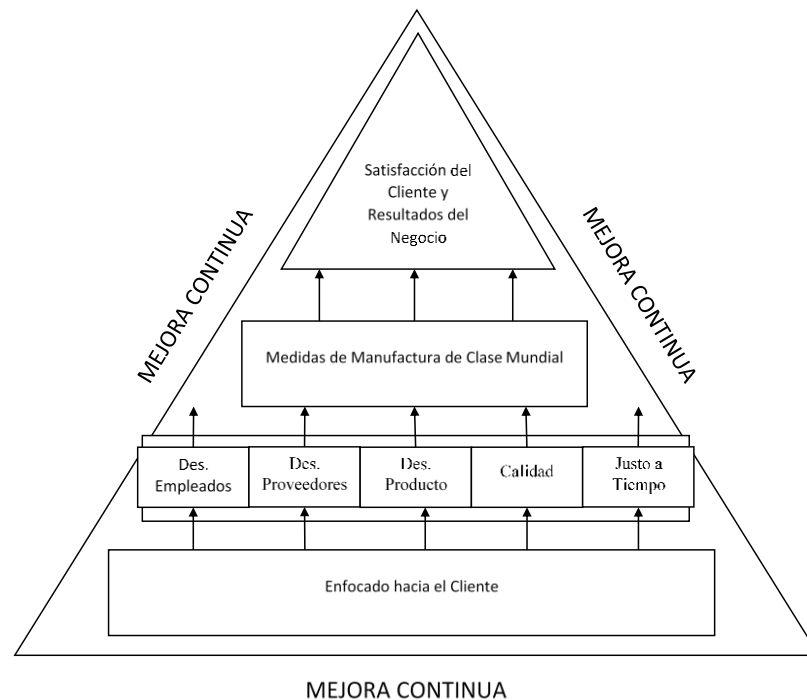 Satisfacción del
Cliente y
Resultados del
Negocio
MEJORA CONTINUA
MEJORA CONTINUA
Medidas de Manufactura de Clase Mundial
Des.
Empleados
Des.
Proveedores
Des.
Producto
Calidad
Justo a
Tiempo
Enfocado hacia el Cliente
MEJORA CONTINUA